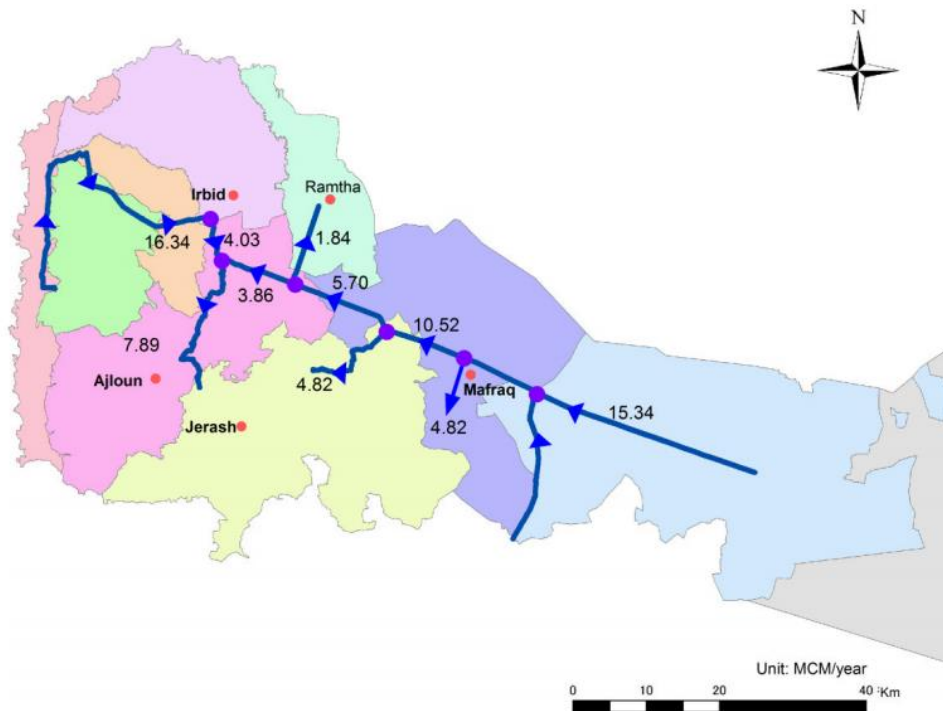 N
Irbid
Ramtha
16.34
4.03
1.84
3.86
5.70
10.52
7.89
4.82
Mafraq
Ajloun
15.34
Jerash
4.82
Unit: MCM/year
0 10 20 40 Km